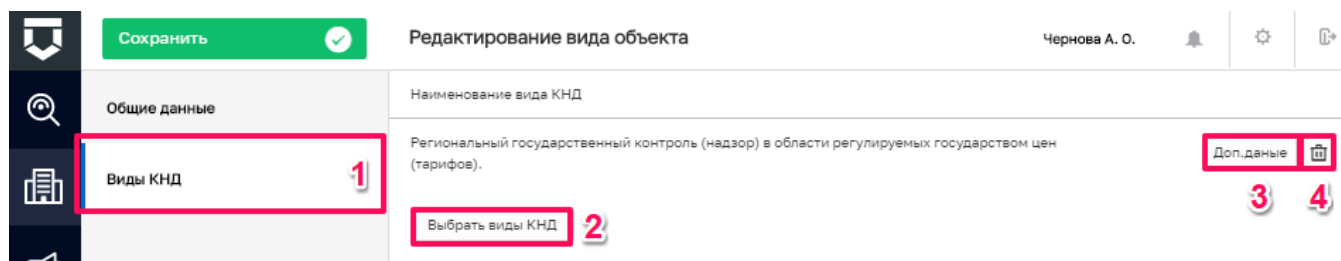 Сохранить
Редактирование вида объекта
Чернова А. О.
Общие данные
Наименование вида КНД
Виды КНД
1
Региональный государственный контроль (надзор) в области регулируемых государством цен
(тарифов).
Доп.даные
3
4
Выбрать виды КНД
2